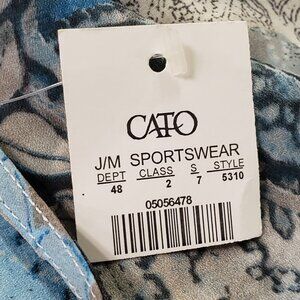 CATO
J/M SPORTSWEAR
DEPT CLASS S STYLE
48 2 7 5310
05056478